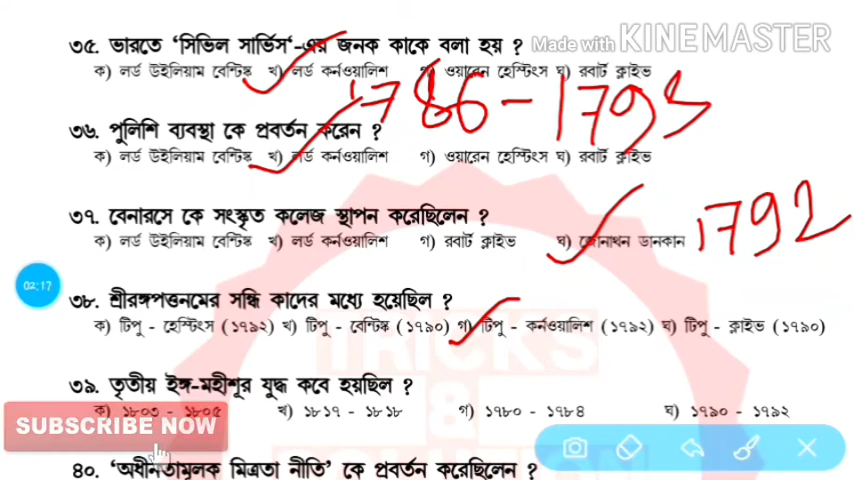 ৩৫. ভারতে ‘সিভিল সার্ভিস‘-এর জনক কাকে বলা হয় ?
Made with KINEMASTER
ক) লর্ড উইলিয়াম বেন্টিঙ্ক খ) লর্ড কর্নওয়ালিশ গ) ওয়ারেন হেস্টিংস ঘ) রবার্ট ক্লাইভ
1786 - 1793
৩৬. পুলিশি ব্যবস্থা কে প্রবর্তন করেন ?
ক) লর্ড উইলিয়াম বেন্টিঙ্ক খ) লর্ড কর্নওয়ালিশ গ) ওয়ারেন হেস্টিংস ঘ) রবার্ট ক্লাইভ
৩৭. বেনারসে কে সংস্কৃত কলেজ স্থাপন করেছিলেন ?
ক) লর্ড উইলিয়াম বেন্টিঙ্ক খ) লর্ড কর্নওয়ালিশ গ) রবার্ট ক্লাইভ ঘ) জোনাথন ডানকান 1792
02:17
৩৮. শ্রীরঙ্গপত্তনমের সন্ধি কাদের মধ্যে হয়েছিল ?
ক) টিপু - হেস্টিংস (১৭৯২) খ) টিপু - বেন্টিঙ্ক (১৭৯০) গ) টিপু - কর্নওয়ালিশ (১৭৯২) ঘ) টিপু - ক্লাইভ (১৭৯০)
TRICKS
৩৯. তৃতীয় ইঙ্গ-মহীশূর যুদ্ধ কবে হয়েছিল ?
&
ক) ১৮০৩ - ১৮০৫ খ) ১৮১৭ - ১৮১৮ গ) ১৭৮০ - ১৭৮৪ ঘ) ১৭৯০ - ১৭৯২
SUBSCRIBE NOW
SOLUTION
৪০. ‘অধীনতামূলক মিত্রতা নীতি’ কে প্রবর্তন করেছিলেন ?